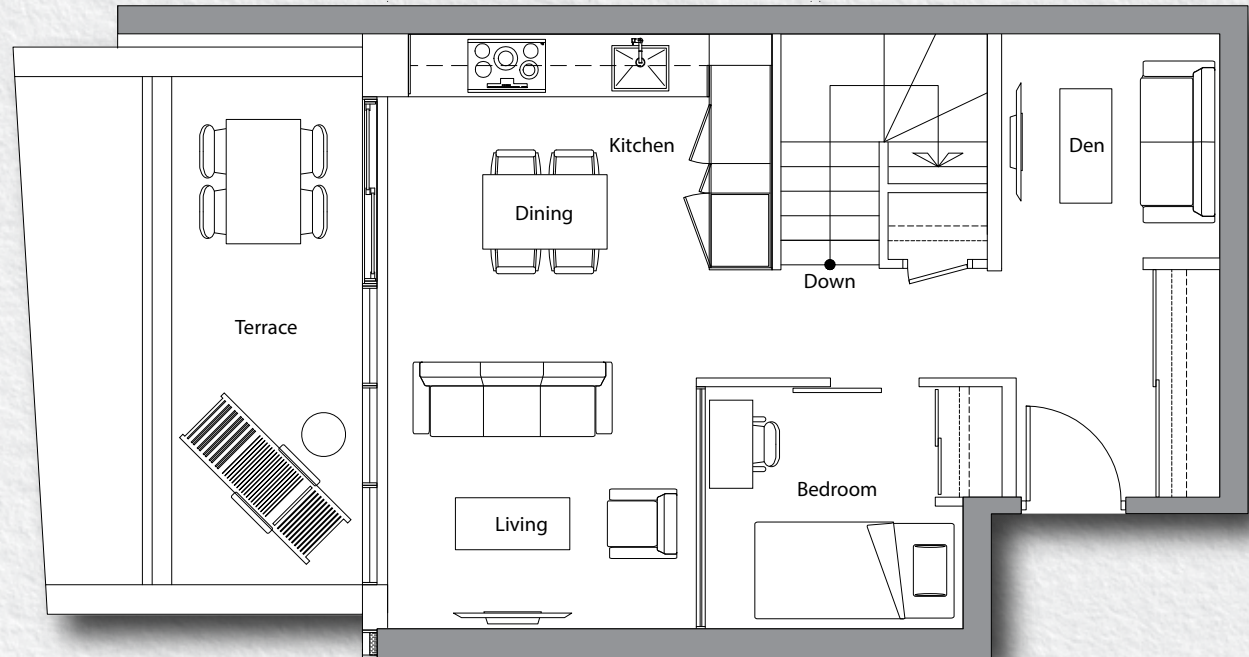 Kitchen
Den
Dining
Down
Terrace
Bedroom
Living